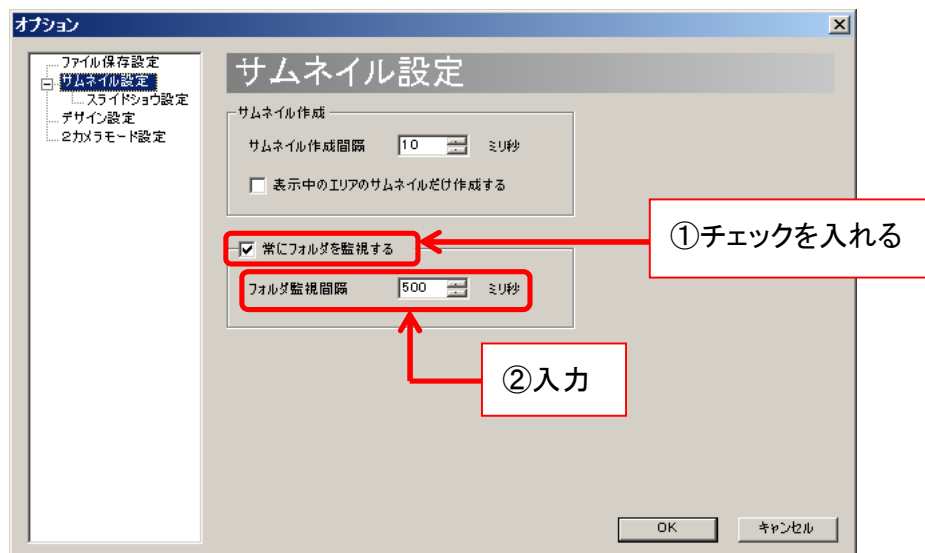 オプション
ファイル保存設定
サムネイル設定
スライドショウ設定
デザイン設定
2カメラモード設定
サムネイル設定
サムネイル作成
サムネイル作成間隔 10 ミリ秒
表示中のエリアのサムネイルだけ作成する
常にフォルダを監視する
①チェックを入れる
フォルダ監視間隔 500 ミリ秒
②入力
OK キャンセル